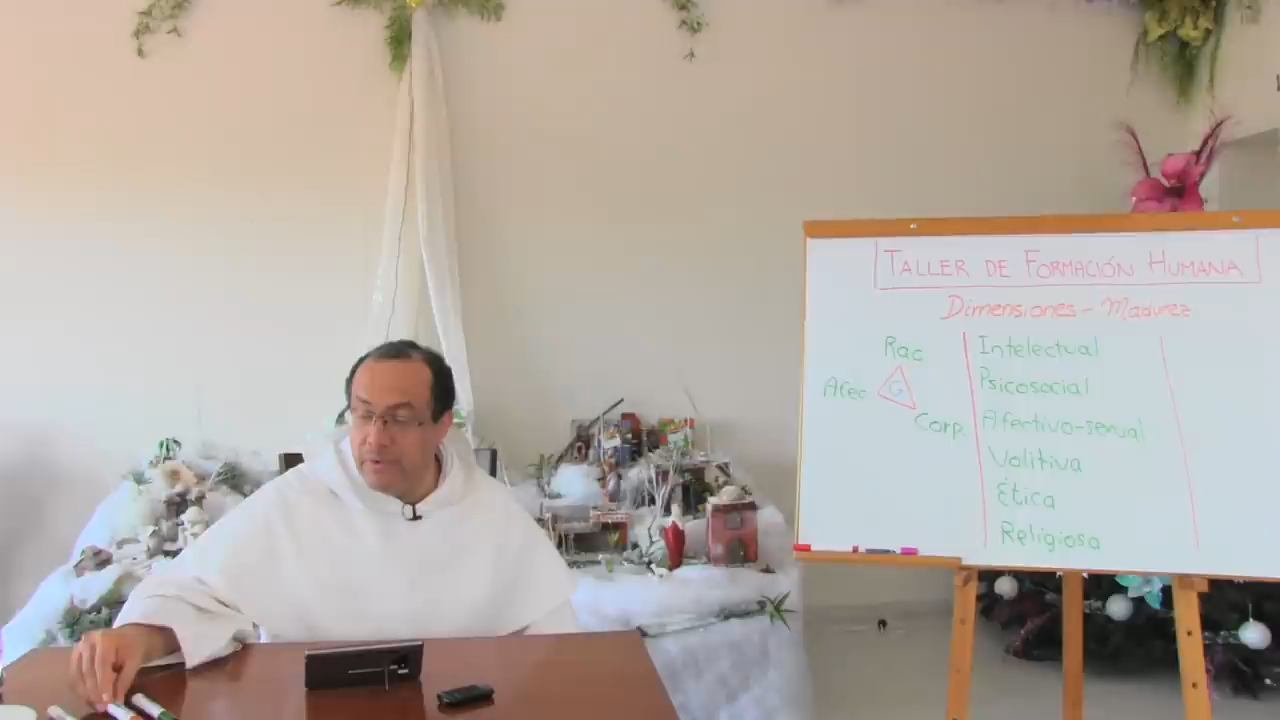 TALLER DE FORMACIÓN HUMANA
Dimensiones - Madurez
Rac
Afec G
Corp.
Intelectual
Psicosocial
Afectivo-sexual
Volitiva
Ética
Religiosa